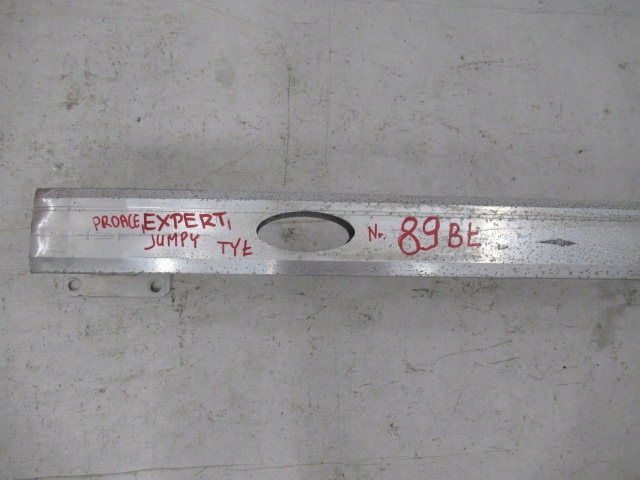 PROACE, EXPERT,
JUMPY TYŁ
Nr. 89BŁ